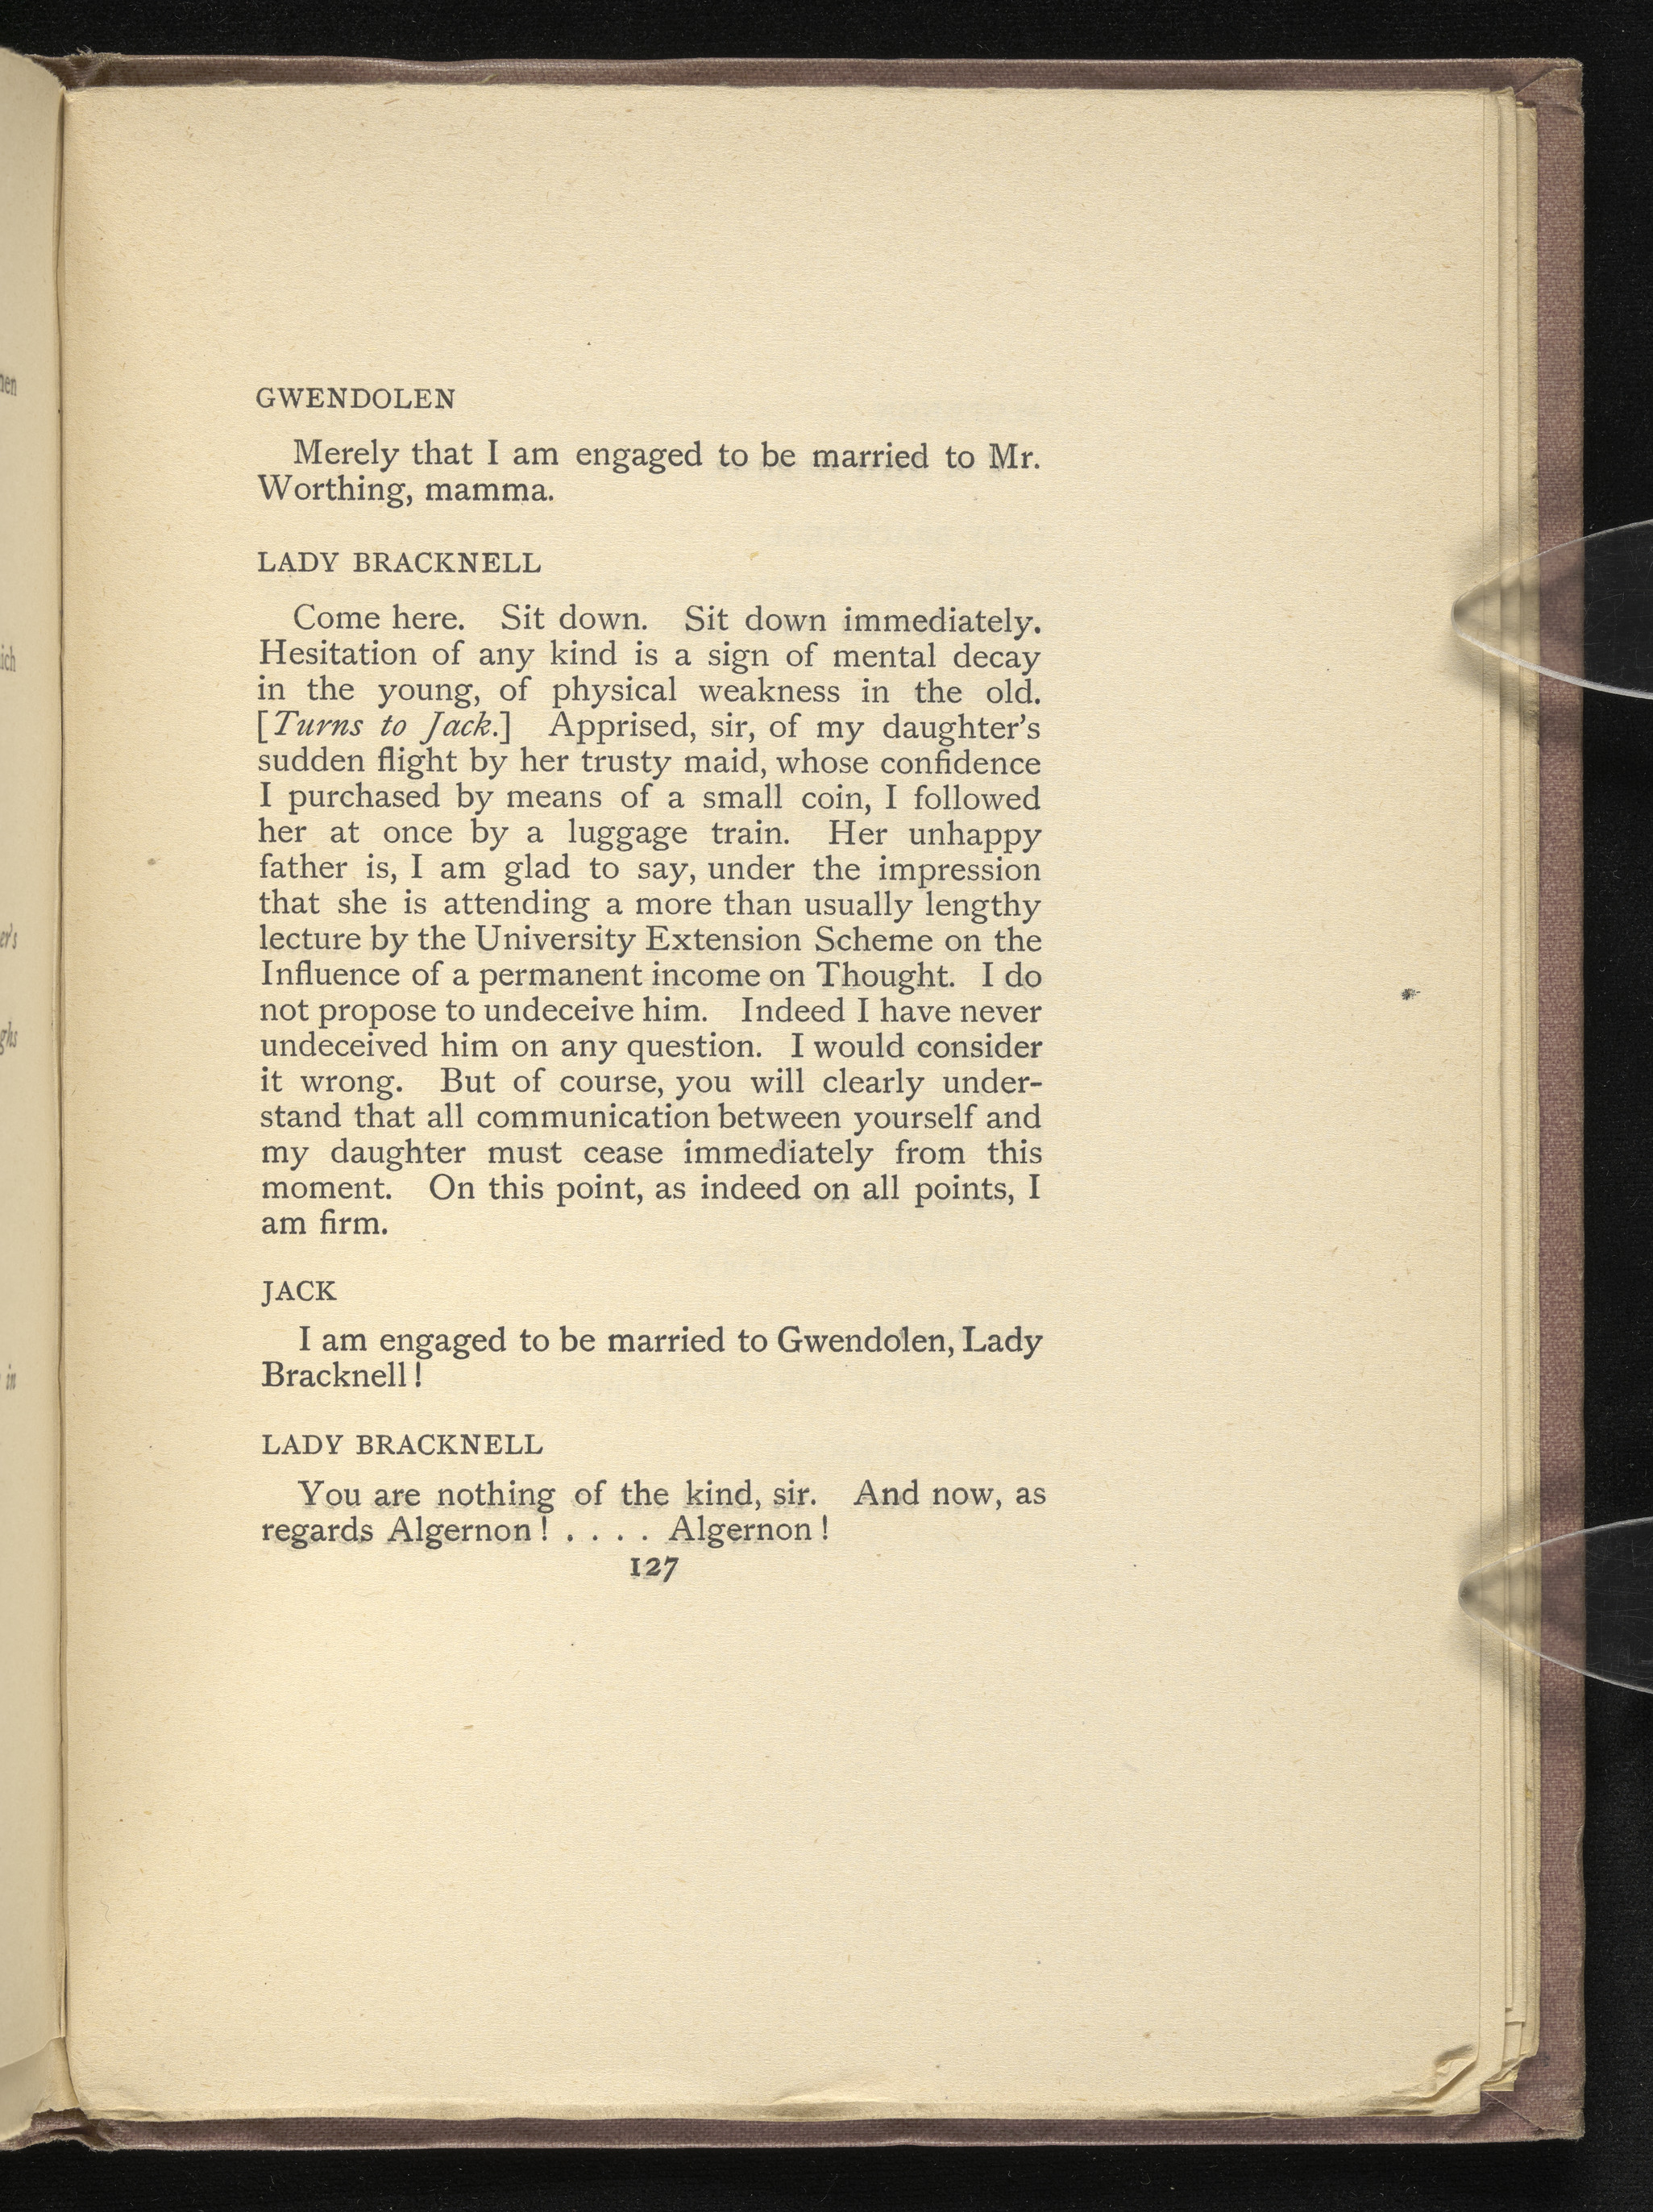 GWENDOLEN
Merely that I am engaged to be married to Mr.
Worthing, mamma.
LADY BRACKNELL
Come here. Sit down. Sit down immediately.
Hesitation of any kind is a sign of mental decay
in the young, of physical weakness in the old.
[Turns to Jack.] Apprised, sir, of my daughter's
sudden flight by her trusty maid, whose confidence
I purchased by means of a small coin, I followed
her at once by a luggage train. Her unhappy
father is, I am glad to say, under the impression
that she is attending a more than usually lengthy
lecture by the University Extension Scheme on the
Influence of a permanent income on Thought. I do
not propose to undeceive him. Indeed I have never
undeceived him on any question. I would consider
it wrong. But of course, you will clearly under-
stand that all communication between yourself and
my daughter must cease immediately from this
moment. On this point, as indeed on all points, I
am firm.
JACK
I am engaged to be married to Gwendolen, Lady
Bracknell!
LADY BRACKNELL
You are nothing of the kind, sir. And now, as
regards Algernon! . . . . Algernon!
127